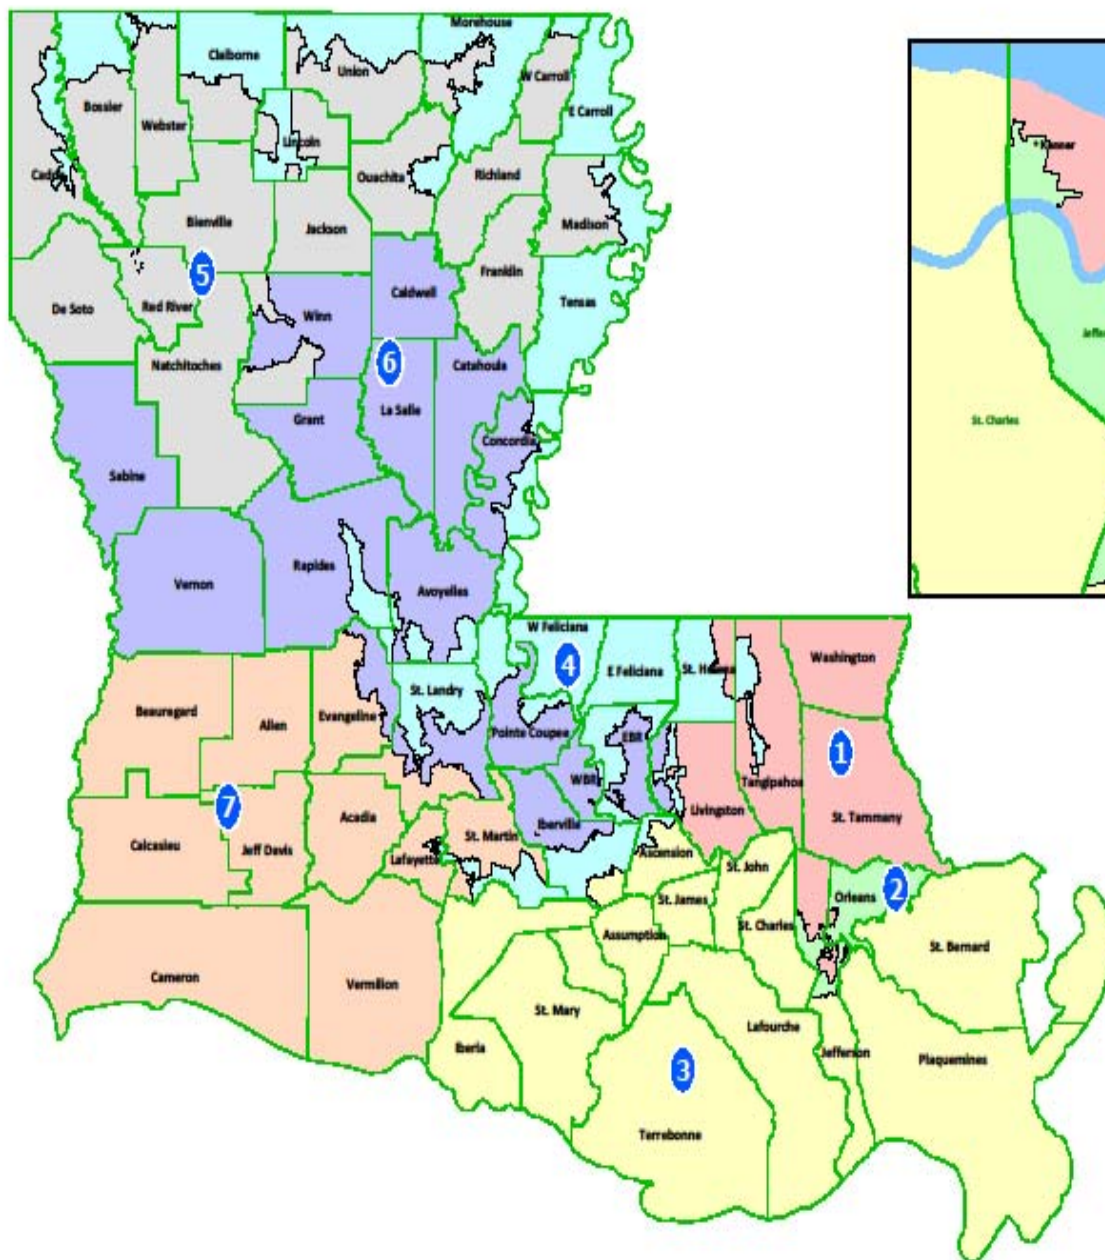 Morehouse
Claiborne
Union
W Carroll
Bossier
Webster
E Carroll
Lincoln
Ouachita
Richland
Bienville
Jackson
Madison
5
Franklin
De Soto
Red River
Winn
Caldwell
Tensas
Natchitoches
6
Catahoula
La Salle
Grant
Concordia
Sabine
Rapides
Vernon
Avoyelles
W Feliciana
4
E Feliciana
Washington
St. Landry
Beauregard
Allen
Evangeline
Pointe Coupee
EBR
1
Tangipahoa
7
WBR
Livingston
St. Tammany
Acadia
Iberville
Calcasieu
Jeff Davis
St. Martin
Lafayette
Ascension
St. John
2
Orleans
St. James
St. Charles
Assumption
St. Bernard
Cameron
Vermilion
St. Mary
Lafourche
Iberia
Jefferson
Plaquemines
3
Terrebonne
Jeffe
St. Charles